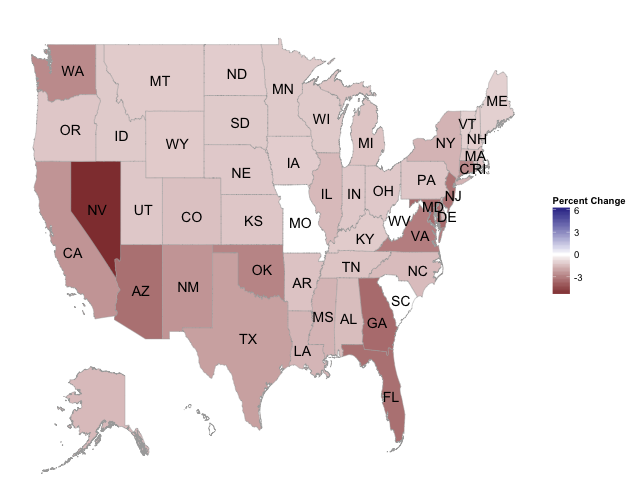 WA
MT
ND
MN
ME
OR
ID
WY
SD
WI
MI
VT
NH
NY
MA
CT
RI
NV
UT
CO
NE
IA
IL
IN
OH
PA
NJ
MD
DE
WV
VA
CA
KS
MO
KY
AZ
NM
OK
AR
TN
NC
SC
TX
LA
MS
AL
GA
FL
Percent Change
6
3
0
-3